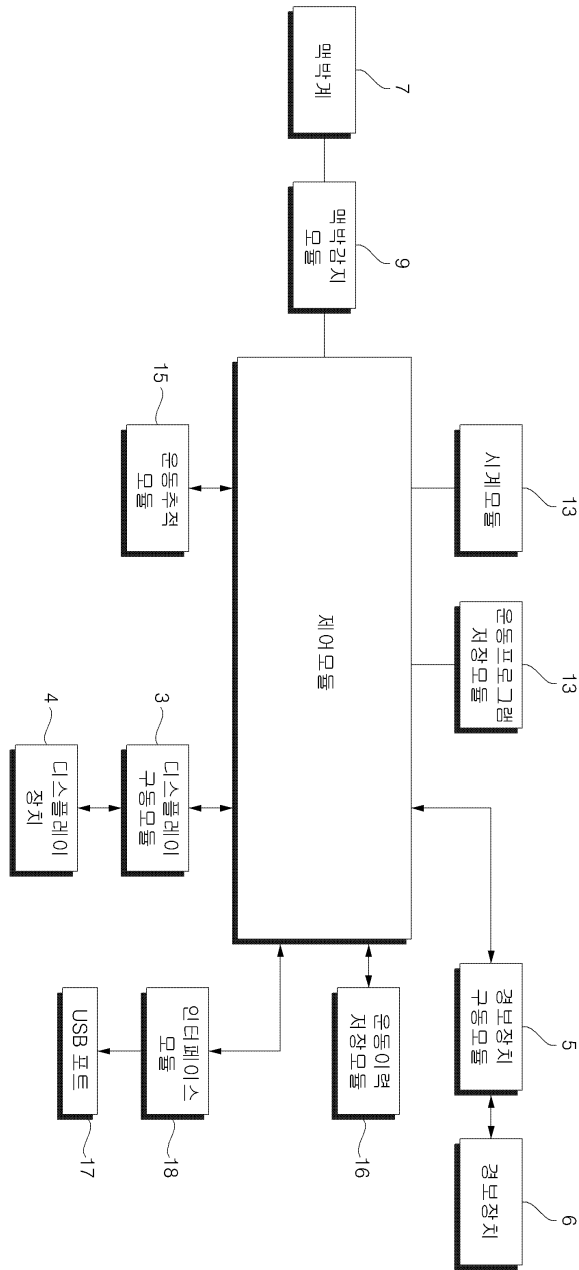 13
시계모듈
13
운동프로그램
저장모듈
5
경보장치
구동모듈
6
경보장치
7
맥박계
9
맥박감지
모듈
제어모듈
운동이력
저장모듈
16
15
운동추적
모듈
3
디스플레이
구동모듈
인터페이스
모듈
18
4
디스플레이
장치
USB 포트
17